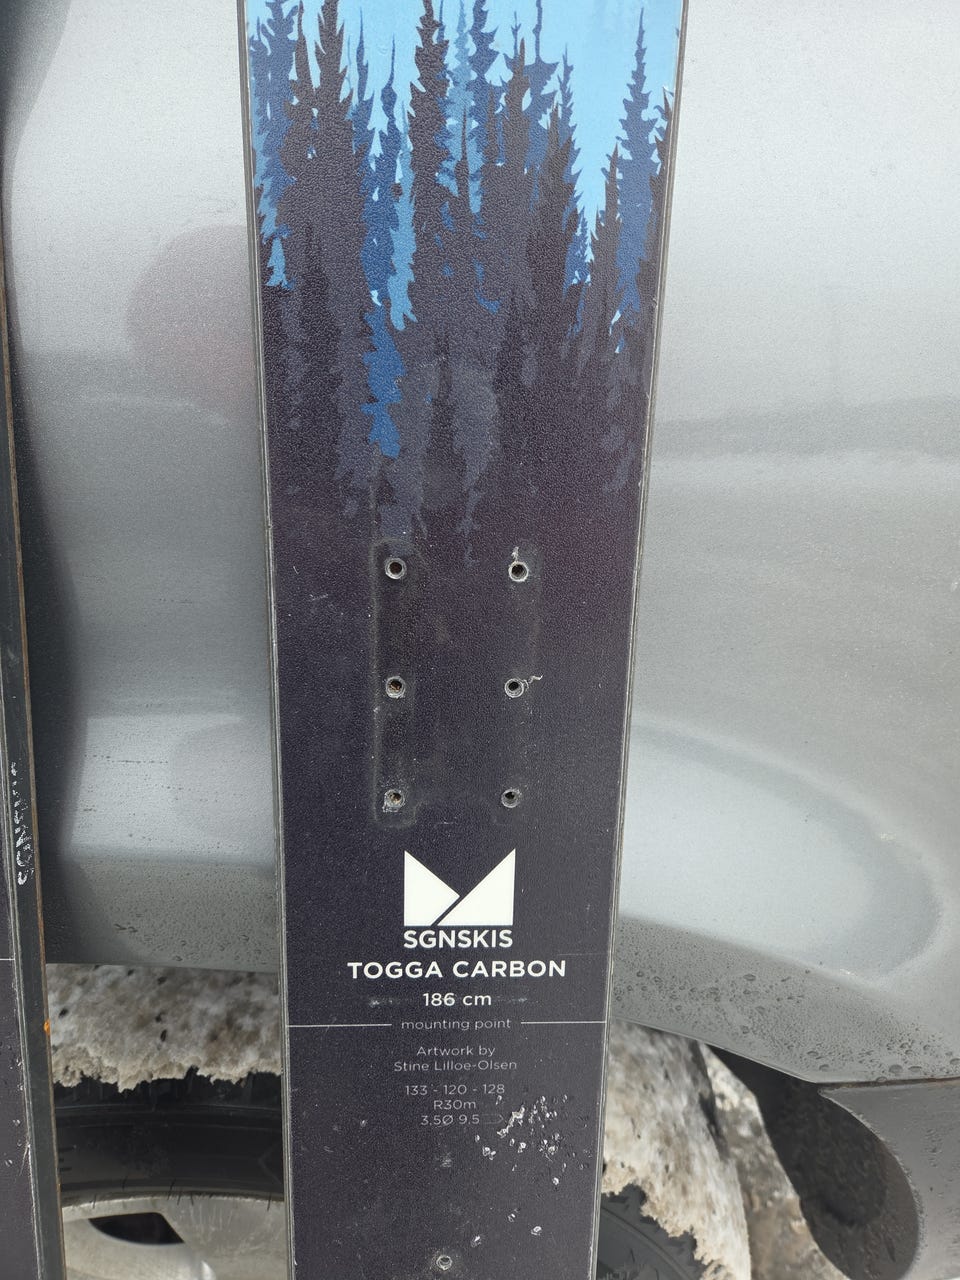 SGNSKIS
TOGGA CARBON
186 cm
mounting point
Artwork by
Stine Lilloe-Olsen
133 - 120 - 128
R30m
3.5Ø 9.5